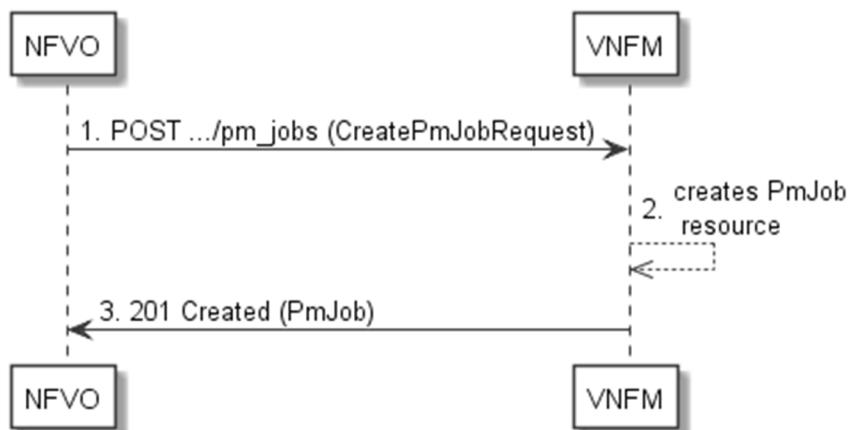 NFVO
VNFM
1. POST .../pm_jobs (CreatePmJobRequest)
2. creates PmJob
resource
3. 201 Created (PmJob)
NFVO
VNFM